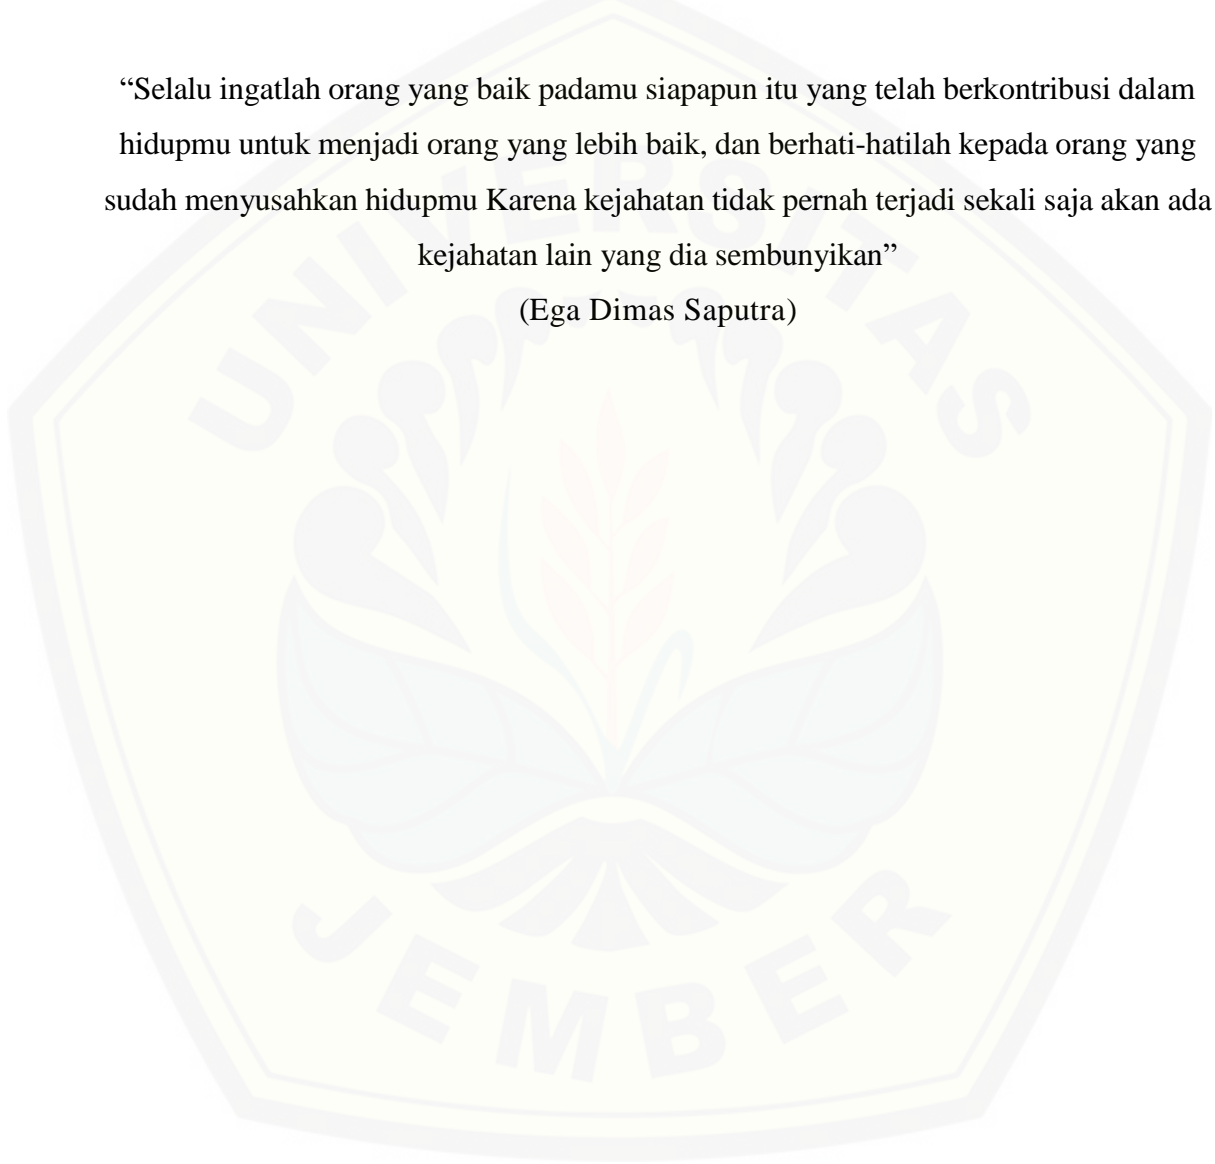 “Selalu ingatlah orang yang baik padamu siapapun itu yang telah berkontribusi dalam
hidupmu untuk menjadi orang yang lebih baik, dan berhati-hatilah kepada orang yang
sudah menyusahkan hidupmu Karena kejahatan tidak pernah terjadi sekali saja akan ada
kejahatan lain yang dia sembunyikan”
(Ega Dimas Saputra)
UNIVERSITAS
JEMBER